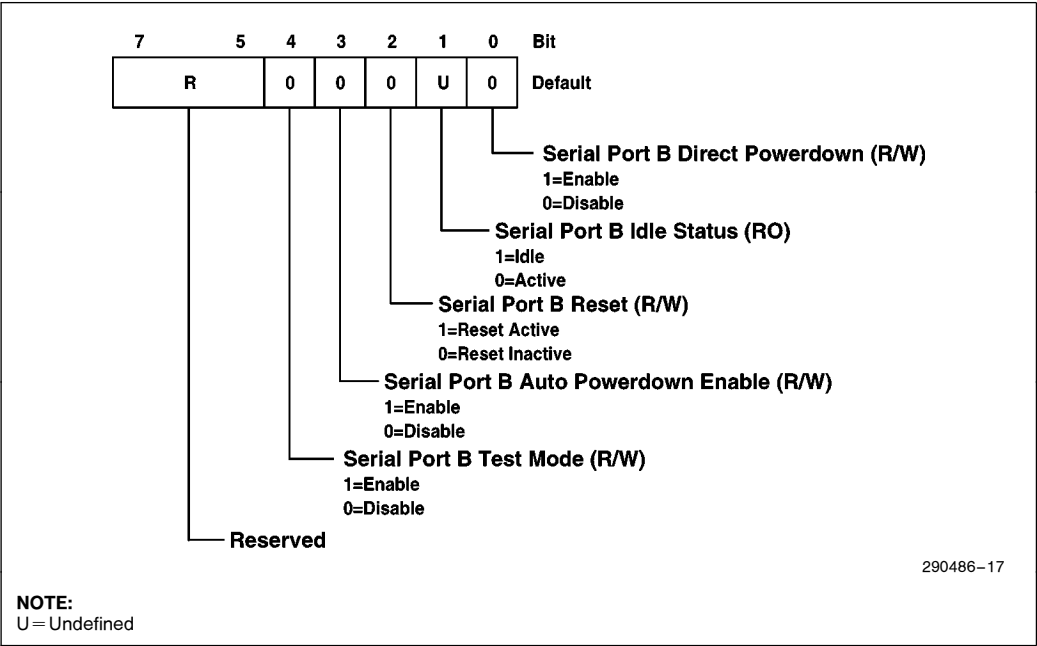 7 5 4 3 2 1 0 Bit
R 0 0 0 U 0 Default
Serial Port B Direct Powerdown (R/W)
1=Enable
0=Disable
Serial Port B Idle Status (RO)
1=Idle
0=Active
Serial Port B Reset (R/W)
1=Reset Active
0=Reset Inactive
Serial Port B Auto Powerdown Enable (R/W)
1=Enable
0=Disable
Serial Port B Test Mode (R/W)
1=Enable
0=Disable
Reserved
290486–17
NOTE:
U=Undefined